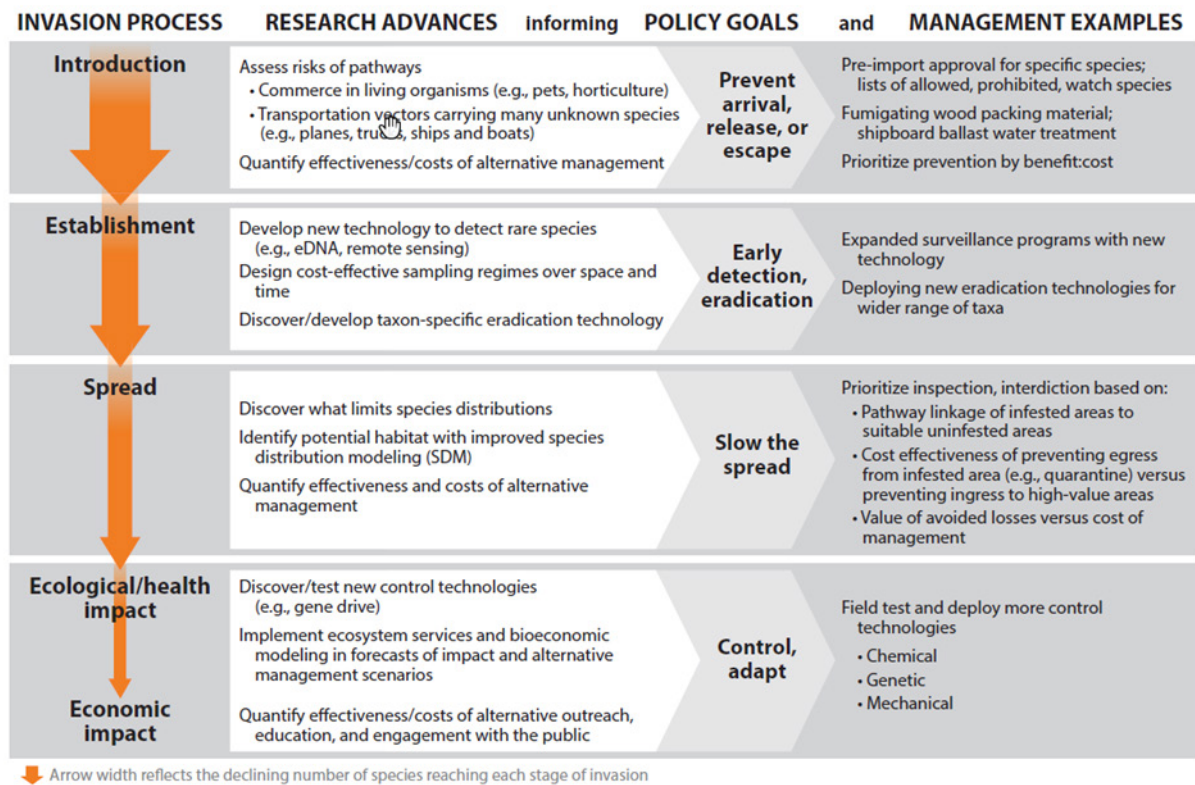 INVASION PROCESS RESEARCH ADVANCES informing POLICY GOALS and MANAGEMENT EXAMPLES
Introduction
Assess risks of pathways
• Commerce in living organisms (e.g., pets, horticulture)
• Transportation vectors carrying many unknown species
(e.g., planes, trucks, ships and boats)
Quantify effectiveness/costs of alternative management
Prevent
arrival,
release, or
escape
Pre-import approval for specific species;
lists of allowed, prohibited, watch species
Fumigating wood packing material;
shipboard ballast water treatment
Prioritize prevention by benefit:cost
Establishment
Develop new technology to detect rare species
(e.g., eDNA, remote sensing)
Design cost-effective sampling regimes over space and
time
Discover/develop taxon-specific eradication technology
Early
detection,
eradication
Expanded surveillance programs with new
technology
Deploying new eradication technologies for
wider range of taxa
Spread
Discover what limits species distributions
Identify potential habitat with improved species
distribution modeling (SDM)
Quantify effectiveness and costs of alternative
management
Slow the
spread
Prioritize inspection, interdiction based on:
• Pathway linkage of infested areas to
suitable uninfested areas
• Cost effectiveness of preventing egress
from infested area (e.g., quarantine) versus
preventing ingress to high-value areas
• Value of avoided losses versus cost of
management
Ecological/health
impact
Economic
impact
Discover/test new control technologies
(e.g., gene drive)
Implement ecosystem services and bioeconomic
modeling in forecasts of impact and alternative
management scenarios
Quantify effectiveness/costs of alternative outreach,
education, and engagement with the public
Control,
adapt
Field test and deploy more control
technologies
• Chemical
• Genetic
• Mechanical
Arrow width reflects the declining number of species reaching each stage of invasion